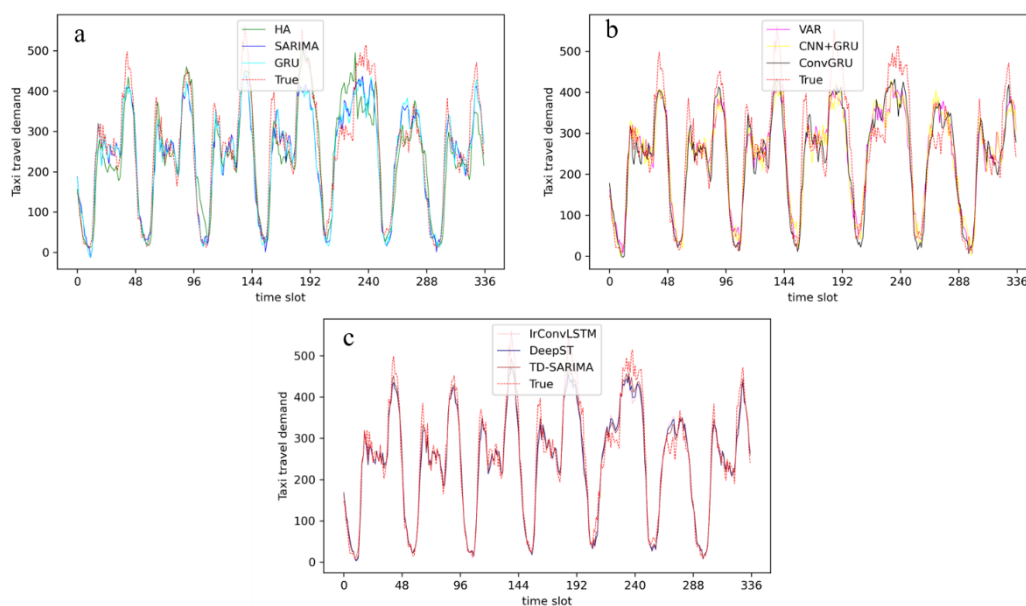 a
HA
SARIMA
GRU
True
Taxi travel demand
500
400
300
200
100
0
0 48 96 144 192 240 288 336
time slot
b
VAR
CNN+GRU
ConvGRU
True
Taxi travel demand
500
400
300
200
100
0
0 48 96 144 192 240 288 336
time slot
c
IrConvLSTM
DeepST
TD-SARIMA
True
Taxi travel demand
500
400
300
200
100
0
0 48 96 144 192 240 288 336
time slot